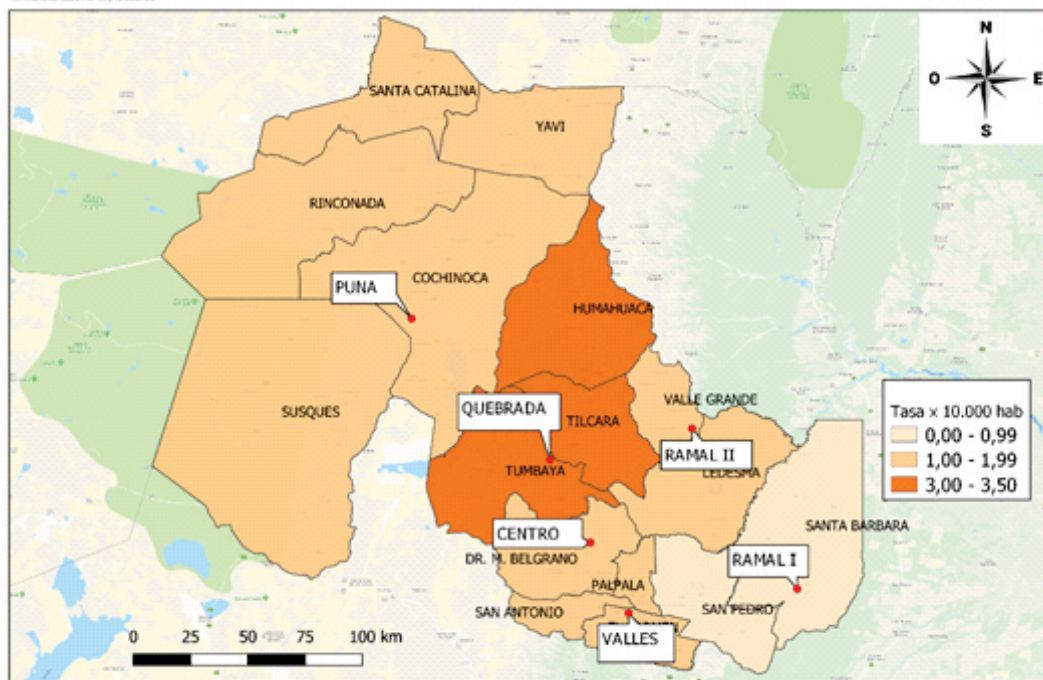 N
O E
S
SANTA CATALINA
YAVI
RINCONADA
COCHINOCA
PUNA
HUMAHUACA
SUSQUES
QUEBRADA
TILCARA
VALLE GRANDE
RAMAL II
LEDESMA
TUMBAYA
Tasa x 10.000 hab
0,00 - 0,99
1,00 - 1,99
3,00 - 3,50
SANTA BARBARA
CENTRO
DR. M. BELGRANO
RAMAL I
PALPALA
SAN ANTONIO
SAN PEDRO
VALLES
0 25 50 75 100 km